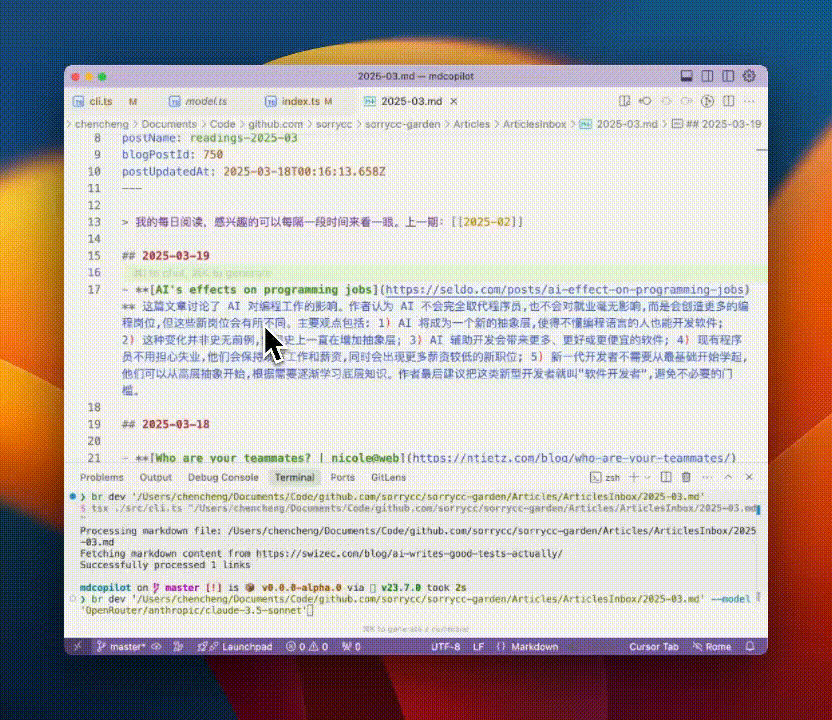 2025-03.md — mdcopilot
cli.ts M model.ts index.ts M 2025-03.md
chencheng > Documents > Code > github.com > sorrycc > sorrycc-garden > Articles > ArticlesInbox > 2025-03.md > ## 2025-03-19
8 postName: readings-2025-03
9 blogPostId: 750
10 postUpdatedAt: 2025-03-18T00:16:13.658Z
11 ---
12
13 > 我的每日阅读，感兴趣的可以每隔一段时间来看一眼。上一期：[[2025-02]]
14
15 ## 2025-03-19
16 ⌘L to chat, ⌘K to generate
17 - **[AI's effects on programming jobs](https://seldo.com/posts/ai-effect-on-programming-jobs)
** 这篇文章讨论了 AI 对编程工作的影响。作者认为 AI 不会完全取代程序员,也不会对就业毫无影响,而是会创造更多的编
程岗位,但这些新岗位会有所不同。主要观点包括: 1) AI 将成为一个新的抽象层,使得不懂编程语言的人也能开发软件;
2) 这种变化并非史无前例,历史上一直在增加抽象层; 3) AI 辅助开发会带来更多、更好或更便宜的软件; 4) 现有程序
员不用担心失业,他们会保持 工作和薪资,同时会出现更多薪资较低的新职位; 5) 新一代开发者不需要从最基础开始学起,
他们可以从高层抽象开始,根据需要逐渐学习底层知识。作者最后建议把这类新型开发者就叫"软件开发者",避免不必要的门
槛。
18
19 ## 2025-03-18
20
21 - **[Who are your teammates? | nicole@web](https://ntietz.com/blog/who-are-your-teammates/)
Problems Output Debug Console Terminal Ports GitLens zsh
❯ br dev '/Users/chencheng/Documents/Code/github.com/sorrycc/sorrycc-garden/Articles/ArticlesInbox/2025-03.md'
$ tsx ./src/cli.ts "/Users/chencheng/Documents/Code/github.com/sorrycc/sorrycc-garden/Articles/ArticlesInbox/2025-03.md
"
Processing markdown file: /Users/chencheng/Documents/Code/github.com/sorrycc/sorrycc-garden/Articles/ArticlesInbox/2025
-03.md
Fetching markdown content from https://swizec.com/blog/ai-writes-good-tests-actually/
Successfully processed 1 links
mdcopilot on master [!] is 📦 v0.0.0-alpha.0 via v23.7.0 took 2s
❯ br dev '/Users/chencheng/Documents/Code/github.com/sorrycc/sorrycc-garden/Articles/ArticlesInbox/2025-03.md' --model
'OpenRouter/anthropic/claude-3.5-sonnet'
⌘K to generate a command
master* Launchpad 0 0 0 UTF-8 LF {} Markdown Cursor Tab Rome